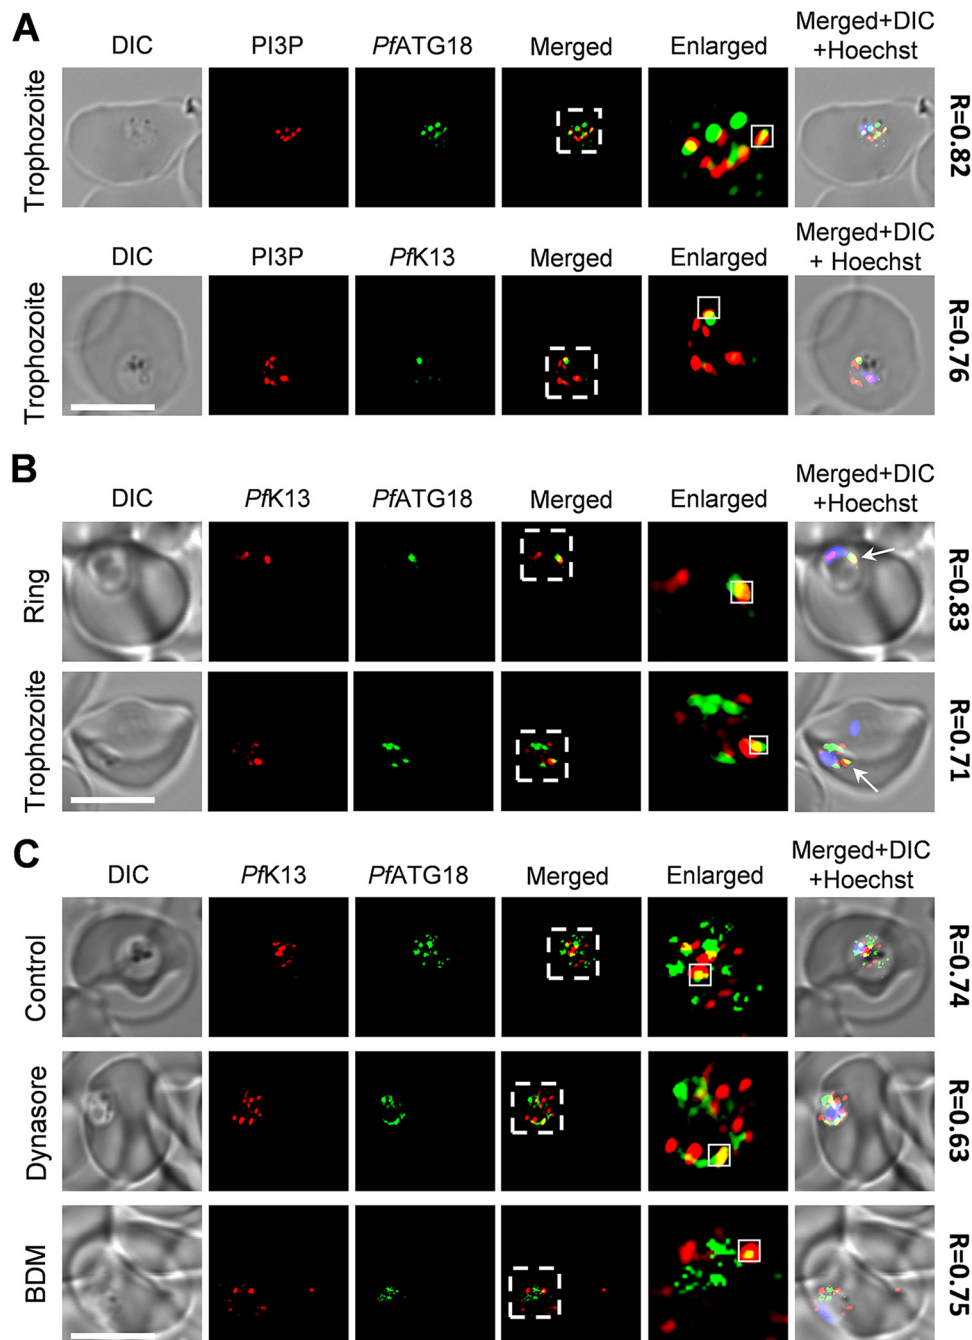 A
DIC PI3P PfATG18 Merged Enlarged Merged+DIC
+Hoechst
Trophozoite
R=0.82
DIC PI3P PfK13 Merged Enlarged Merged+DIC
+ Hoechst
Trophozoite
R=0.76
B
DIC PfK13 PfATG18 Merged Enlarged Merged+DIC
+Hoechst
Ring
R=0.83
Trophozoite
R=0.71
C
DIC PfK13 PfATG18 Merged Enlarged Merged+DIC
+Hoechst
Control
R=0.74
Dynasore
R=0.63
BDM
R=0.75